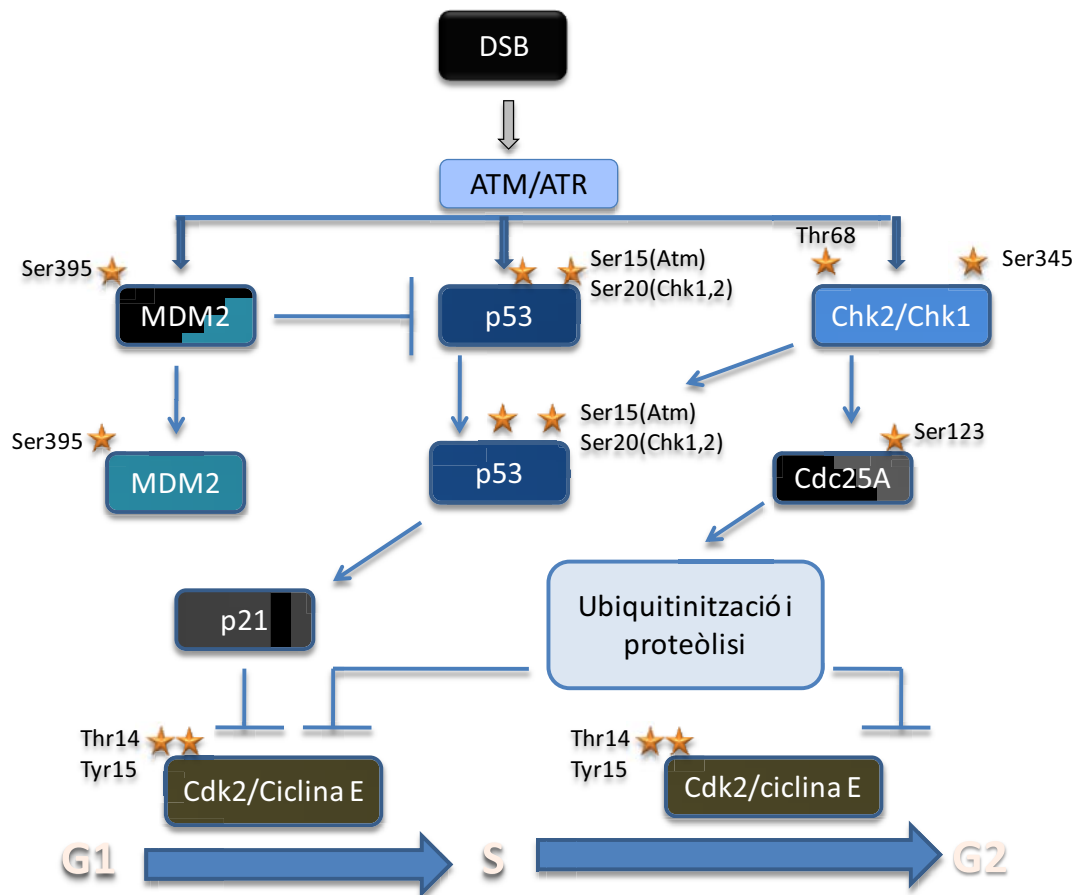 DSB
ATM/ATR
Ser395
MDM2
Ser15(Atm)
Ser20(Chk1,2)
p53
Thr68
Ser345
Chk2/Chk1
Ser395
MDM2
Ser15(Atm)
Ser20(Chk1,2)
p53
Ser123
Cdc25A
p21
Ubiquitinització i
proteòlisi
Thr14
Tyr15
Cdk2/Ciclina E
Thr14
Tyr15
Cdk2/ciclina E
G1
S
G2